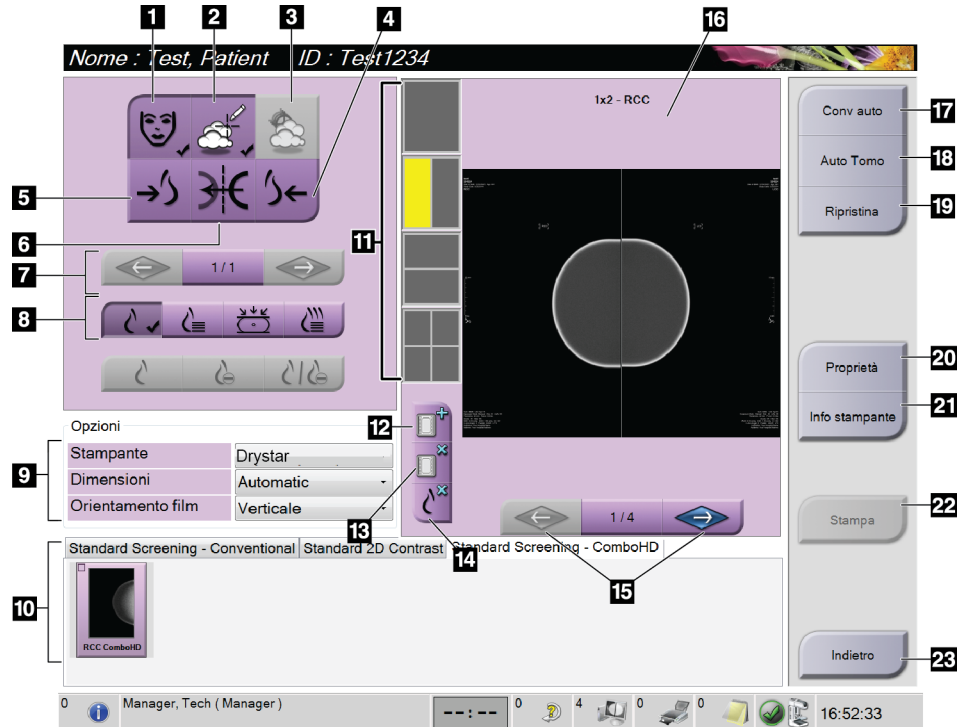 1 2 3 4
16
Nome : Test, Patient ID : Test1234
1x2 - RCC
Conv auto 17
Auto Tomo 18
Ripristina 19
5
6
11
7
1 / 1
8
Proprietà 20
Info stampante 21
Opzioni
12
9
Stampante Drystar
Dimensioni Automatic
Orientamento film Verticale
13
14
1 / 4
15
Stampa 22
Standard Screening - Conventional Standard 2D Contrast Standard Screening - ComboHD
10
RCC ComboHD
Indietro 23
0 Manager, Tech ( Manager ) --:-- 0 4 0 0 16:52:33